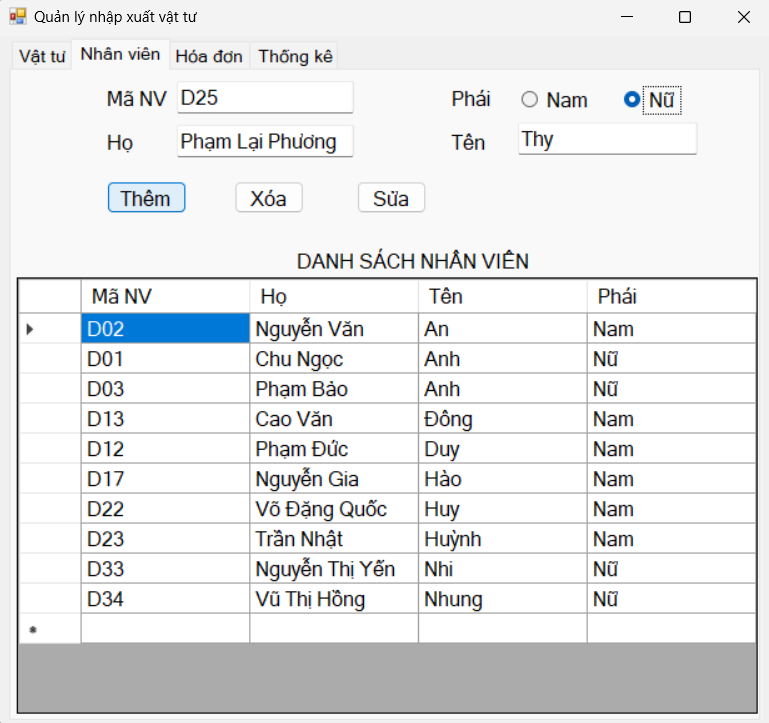 Quản lý nhập xuất vật tư
Vật tư Nhân viên Hóa đơn Thống kê
Mã NV D25 Phái Nam Nữ
Họ Phạm Lại Phương Tên Thy
Thêm Xóa Sửa
DANH SÁCH NHÂN VIÊN
Mã NV Họ Tên Phái
D02 Nguyễn Văn An Nam
D01 Chu Ngọc Anh Nữ
D03 Phạm Bảo Anh Nữ
D13 Cao Văn Đông Nam
D12 Phạm Đức Duy Nam
D17 Nguyễn Gia Hào Nam
D22 Võ Đặng Quốc Huy Nam
D23 Trần Nhật Huỳnh Nam
D33 Nguyễn Thị Yến Nhi Nữ
D34 Vũ Thị Hồng Nhung Nữ